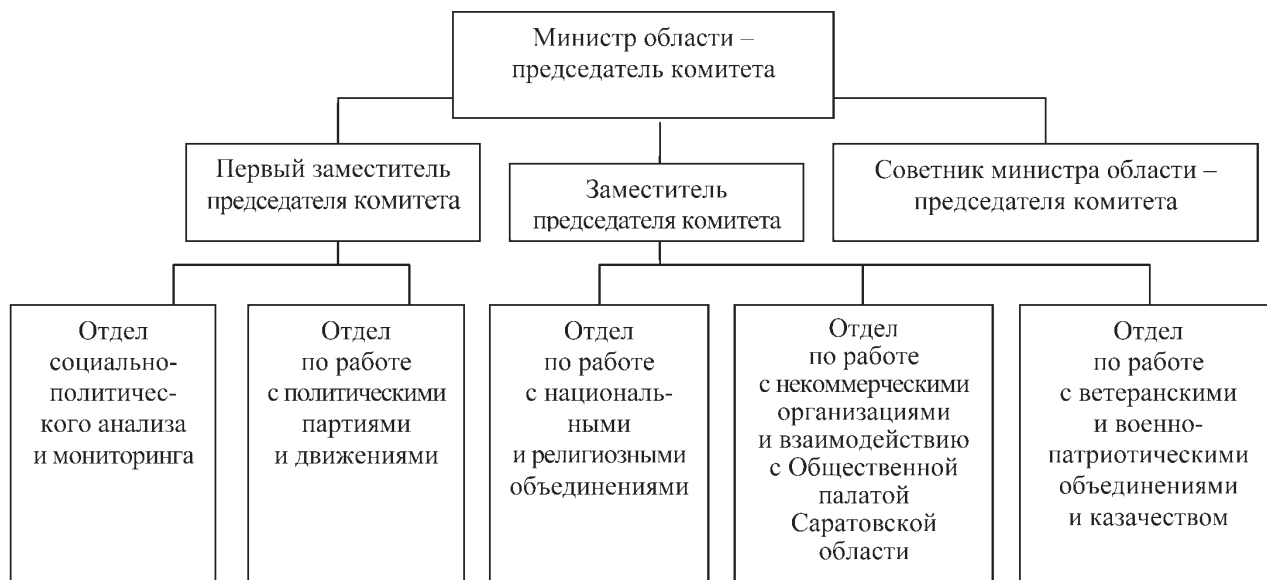 Министр области –
председатель комитета
Первый заместитель
председателя комитета
Заместитель
председателя комитета
Советник министра области –
председателя комитета
Отдел
социально-
политичес-
кого анализа
и мониторинга
Отдел
по работе
с политическими
партиями
и движениями
Отдел
по работе
с националь-
ными
и религиозными
объединениями
Отдел
по работе
с некоммерческими
организациями
и взаимодействию
с Общественной
палатой
Саратовской
области
Отдел
по работе
с ветеранскими
и военно-
патриотическими
объединениями
и казачеством